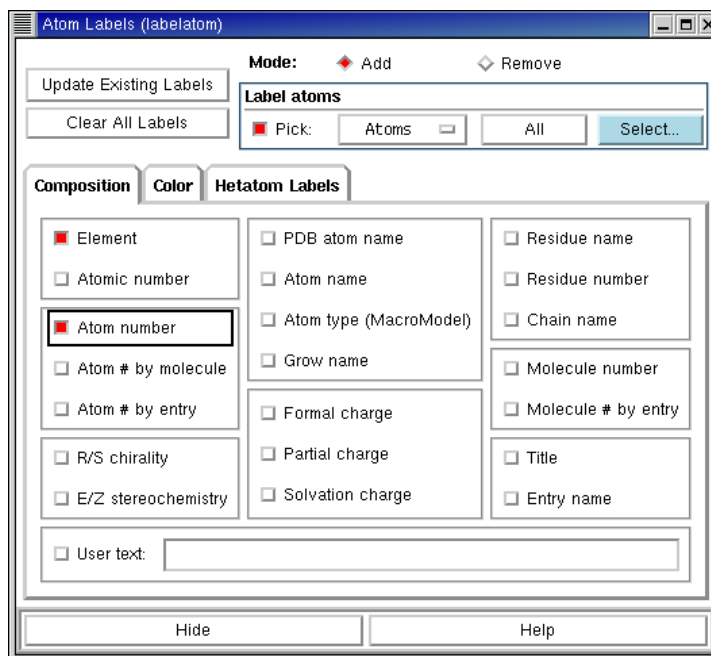 Atom Labels (labelatom)
Update Existing Labels
Clear All Labels
Mode: Add Remove
Label atoms
Pick: Atoms All Select...
Composition Color Hetatom Labels
Element
Atomic number
Atom number
Atom # by molecule
Atom # by entry
R/S chirality
E/Z stereochemistry
PDB atom name
Atom name
Atom type (MacroModel)
Grow name
Formal charge
Partial charge
Solvation charge
Residue name
Residue number
Chain name
Molecule number
Molecule # by entry
Title
Entry name
User text:
Hide Help